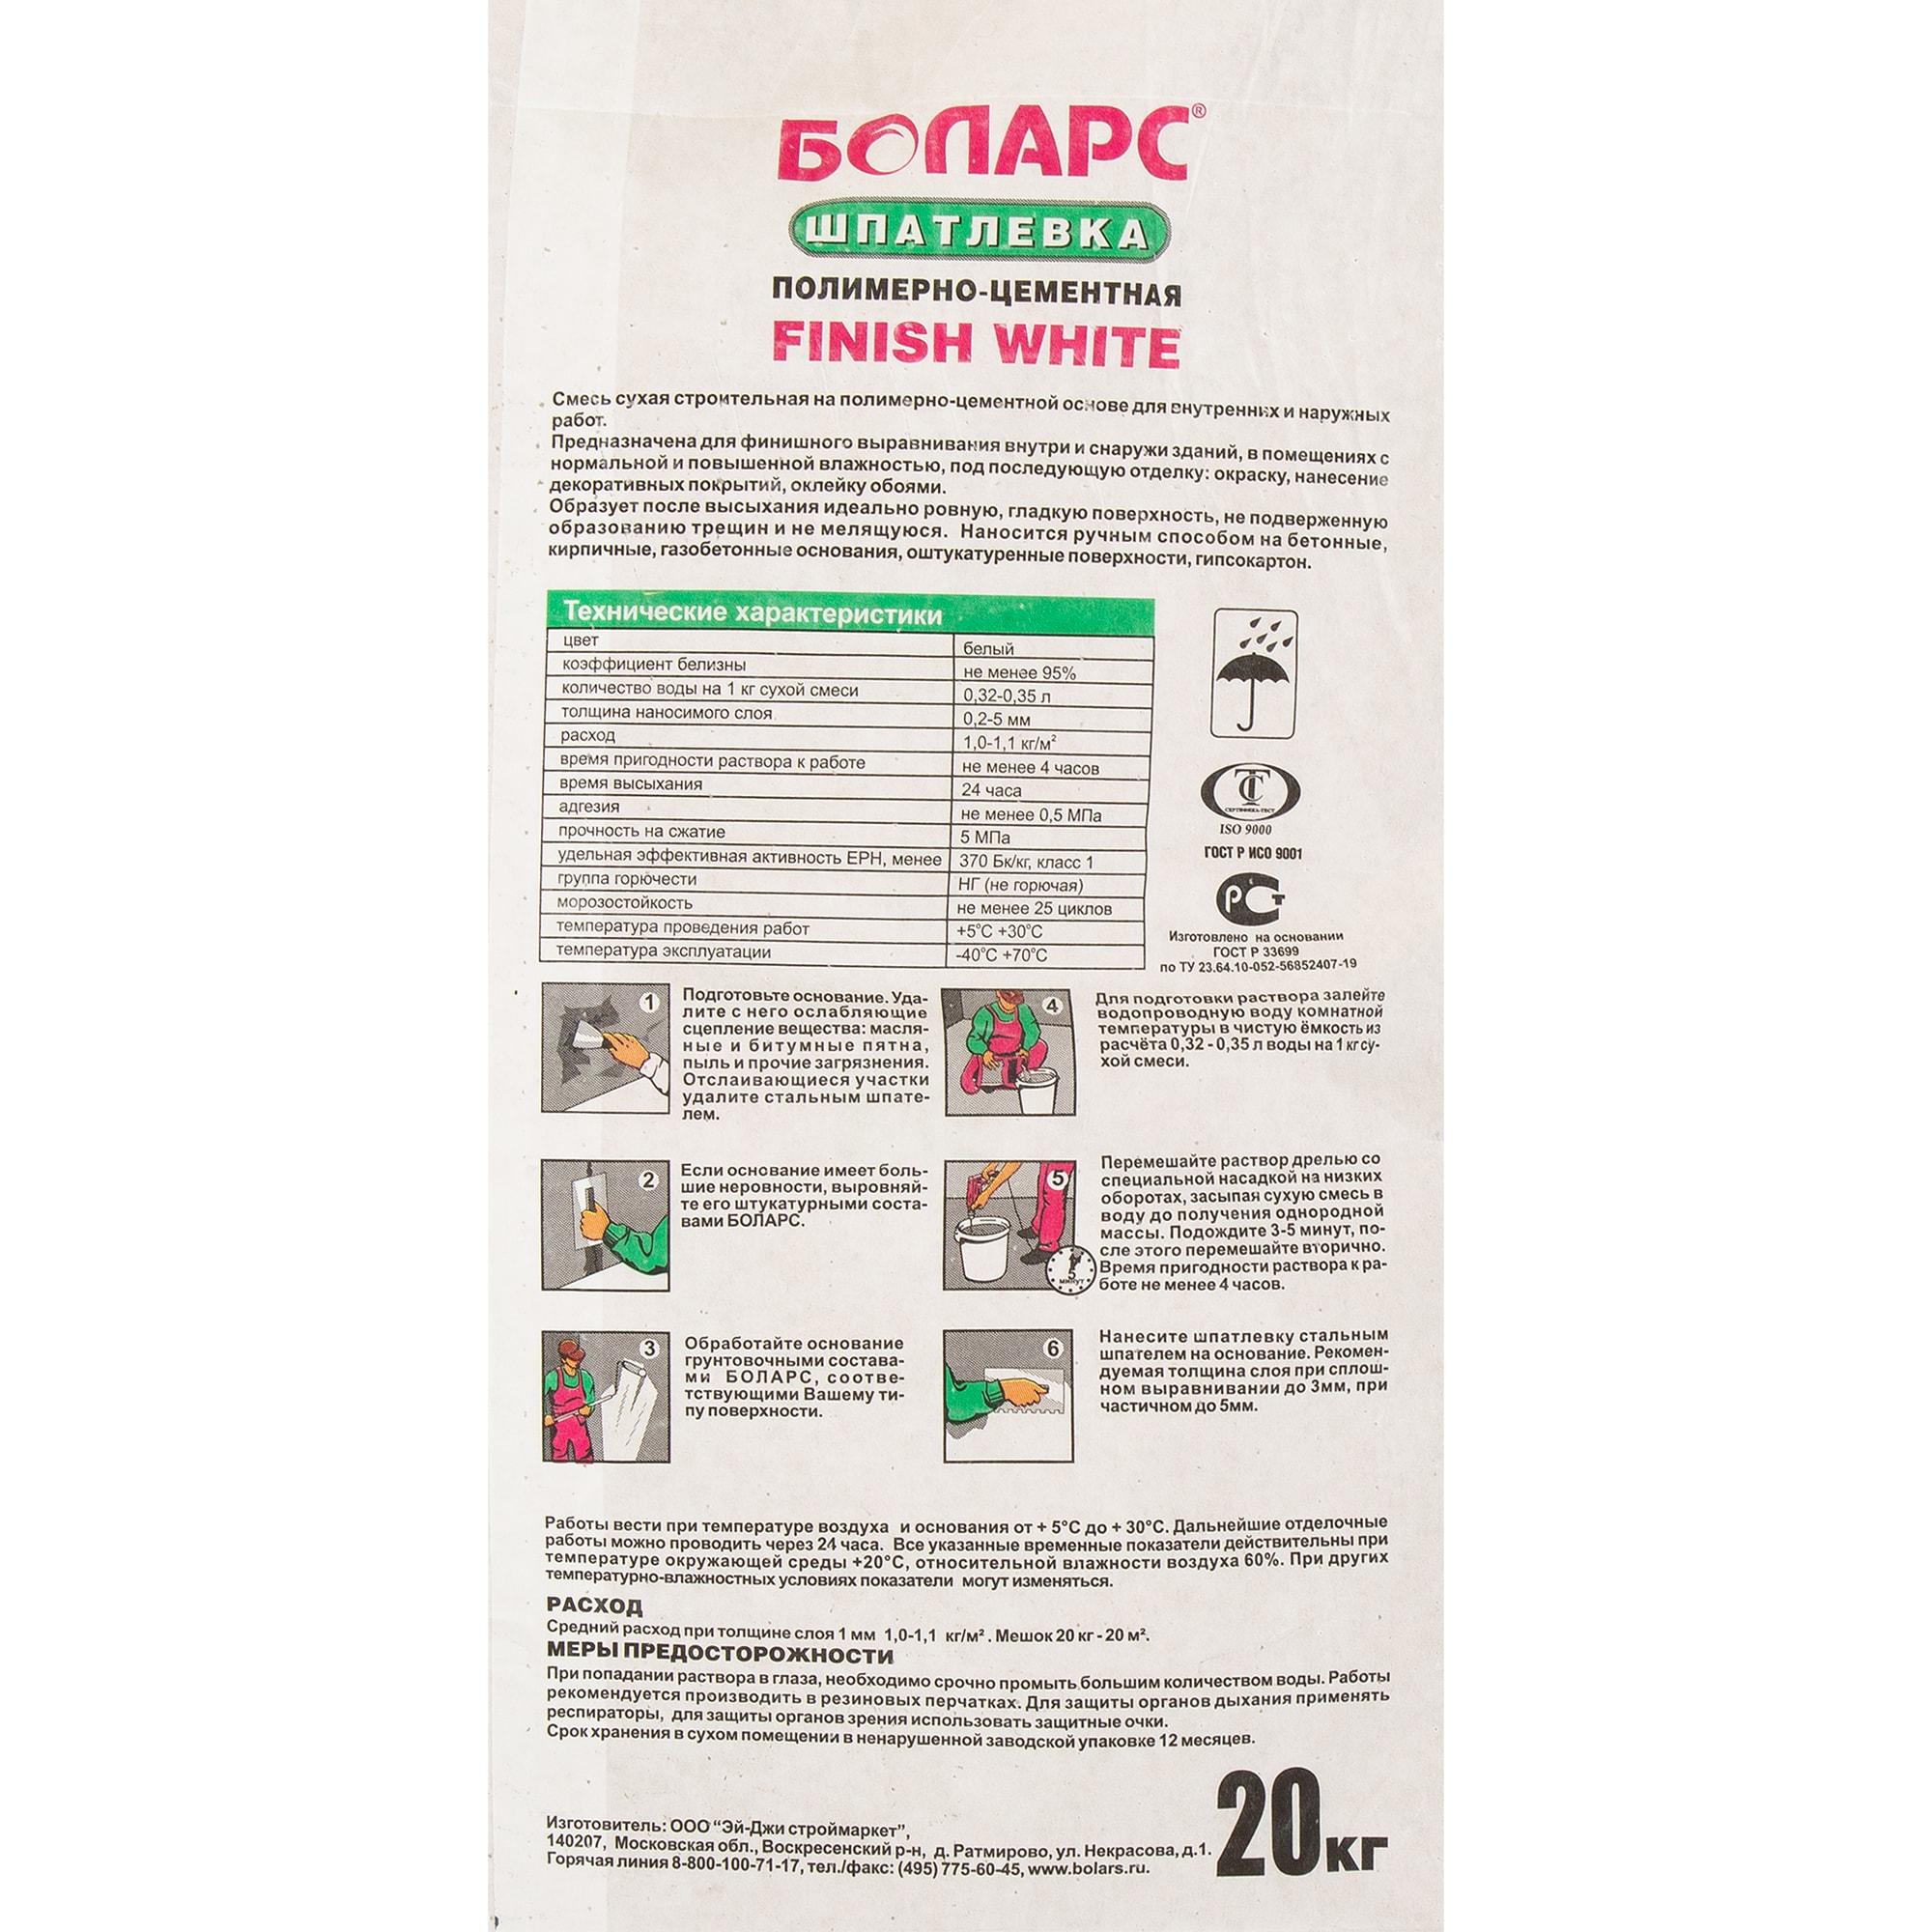 БОЛАРС®
ШПАТЛЕВКА
ПОЛИМЕРНО-ЦЕМЕНТНАЯ
FINISH WHITE
Смесь сухая строительная на полимерно-цементной основе для внутренних и наружных
работ.
Предназначена для финишного выравнивания внутри и снаружи зданий, в помещениях с
нормальной и повышенной влажностью, под последующую отделку: окраску, нанесение
декоративных покрытий, оклейку обоями.
Образует после высыхания идеально ровную, гладкую поверхность, не подверженную
образованию трещин и не мелящуюся. Наносится ручным способом на бетонные,
кирпичные, газобетонные основания, оштукатуренные поверхности, гипсокартон.
Технические характеристики
цвет белый
коэффициент белизны не менее 95%
количество воды на 1 кг сухой смеси 0,32-0,35 л
толщина наносимого слоя 0,2-5 мм
расход 1,0-1,1 кг/м²
время пригодности раствора к работе не менее 4 часов
время высыхания 24 часа
адгезия не менее 0,5 МПа
прочность на сжатие 5 МПа
удельная эффективная активность ЕРН, менее 370 Бк/кг, класс 1
группа горючести НГ (не горючая)
морозостойкость не менее 25 циклов
температура проведения работ +5°С +30°С
температура эксплуатации -40°С +70°С
ТС
СЕРТИФИКА-ТЕСТ
ISO 9000
ГОСТ Р ИСО 9001
РСТ
Изготовлено на основании
ГОСТ Р 33699
по ТУ 23.64.10-052-56852407-19
1
Подготовьте основание. Уда-
лите с него ослабляющие
сцепление вещества: масля-
ные и битумные пятна,
пыль и прочие загрязнения.
Отслаивающиеся участки
удалите стальным шпате-
лем.
2
Если основание имеет боль-
шие неровности, выровняй-
те его штукатурными соста-
вами БОЛАРС.
3
Обработайте основание
грунтовочными состава-
ми БОЛАРС, соотве-
тствующими Вашему ти-
пу поверхности.
4
Для подготовки раствора залейте
водопроводную воду комнатной
температуры в чистую ёмкость из
расчёта 0,32 - 0,35 л воды на 1 кг су-
хой смеси.
5
5
минут
Перемешайте раствор дрелью со
специальной насадкой на низких
оборотах, засыпая сухую смесь в
воду до получения однородной
массы. Подождите 3-5 минут, по-
сле этого перемешайте вторично.
Время пригодности раствора к ра-
боте не менее 4 часов.
6
Нанесите шпатлевку стальным
шпателем на основание. Рекомен-
дуемая толщина слоя при сплош-
ном выравнивании до 3мм, при
частичном до 5мм.
Работы вести при температуре воздуха и основания от + 5°С до + 30°С. Дальнейшие отделочные
работы можно проводить через 24 часа. Все указанные временные показатели действительны при
температуре окружающей среды +20°С, относительной влажности воздуха 60%. При других
температурно-влажностных условиях показатели могут изменяться.
РАСХОД
Средний расход при толщине слоя 1 мм 1,0-1,1 кг/м². Мешок 20 кг - 20 м².
МЕРЫ ПРЕДОСТОРОЖНОСТИ
При попадании раствора в глаза, необходимо срочно промыть большим количеством воды. Работы
рекомендуется производить в резиновых перчатках. Для защиты органов дыхания применять
респираторы, для защиты органов зрения использовать защитные очки.
Срок хранения в сухом помещении в ненарушенной заводской упаковке 12 месяцев.
20кг
Изготовитель: ООО "Эй-Джи строймаркет",
140207, Московская обл., Воскресенский р-н, д. Ратмирово, ул. Некрасова, д.1.
Горячая линия 8-800-100-71-17, тел./факс: (495) 775-60-45, www.bolars.ru.